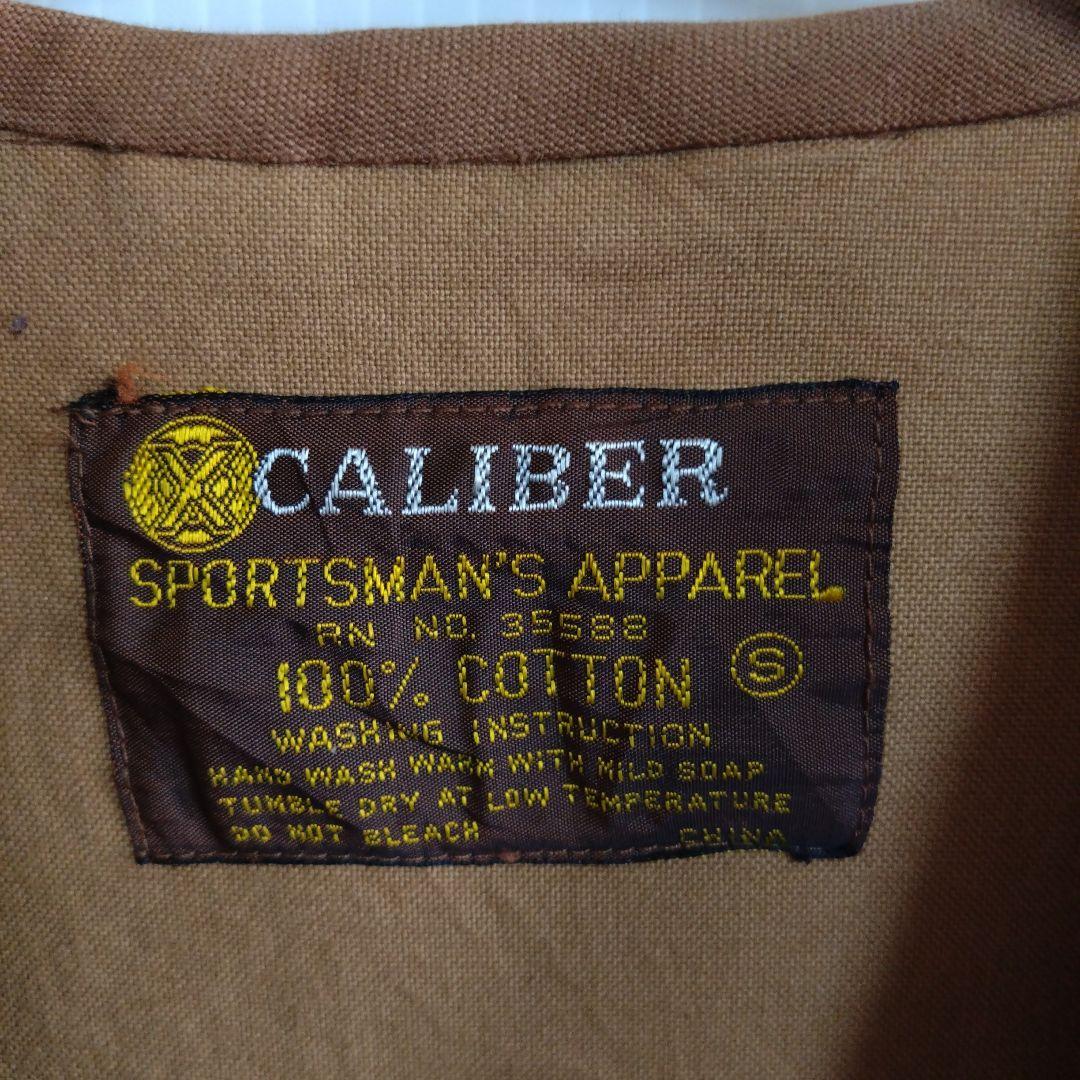 X CALIBER
SPORTSMAN'S APPAREL
RN NO. 35588
100% COTTON S
WASHING INSTRUCTION
HAND WASH WARM WITH MILD SOAP
TUMBLE DRY AT LOW TEMPERATURE
DO NOT BLEACH CHINA